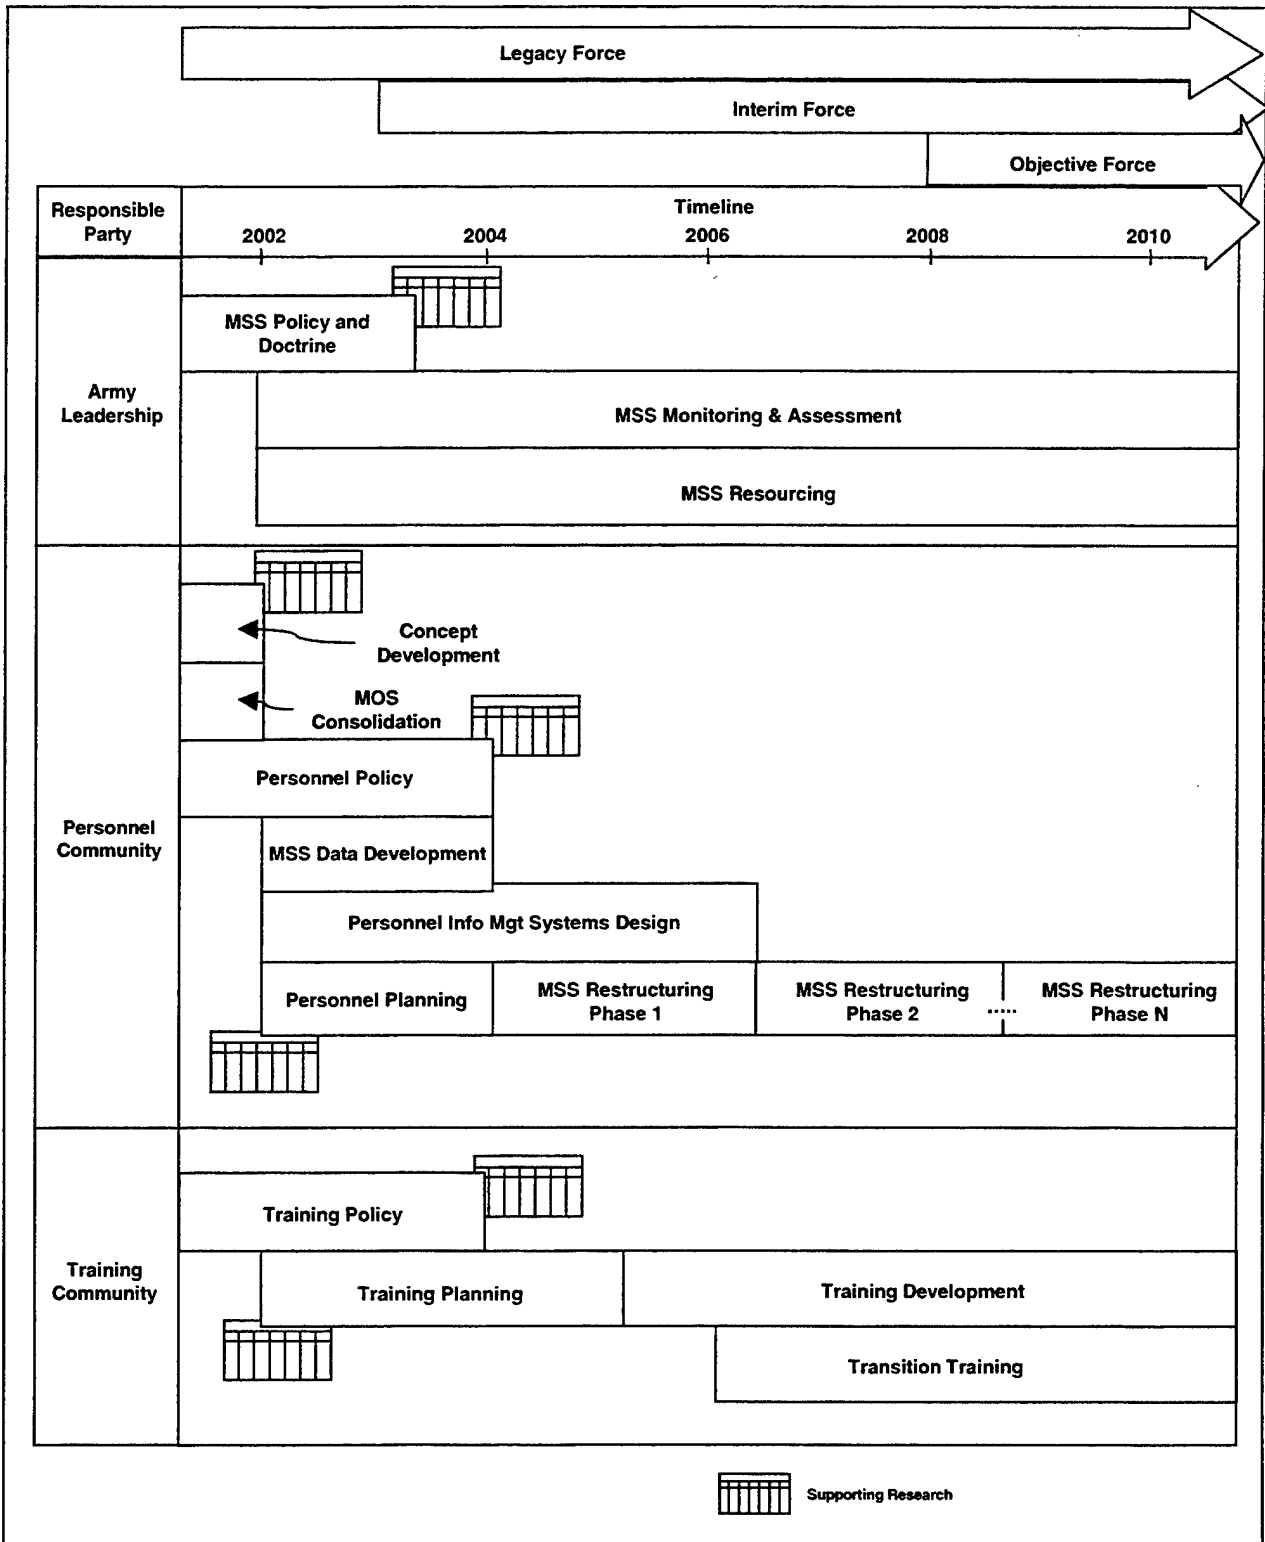 Legacy Force
Interim Force
Objective Force
Responsible
Party
Timeline
2002
2004
2006
2008
2010
Army
Leadership
MSS Policy and
Doctrine
MSS Monitoring & Assessment
MSS Resourcing
Personnel
Community
Concept
Development
MOS
Consolidation
Personnel Policy
MSS Data Development
Personnel Info Mgt Systems Design
Personnel Planning
MSS Restructuring
Phase 1
MSS Restructuring
Phase 2
MSS Restructuring
Phase N
Training
Community
Training Policy
Training Planning
Training Development
Transition Training
Supporting Research